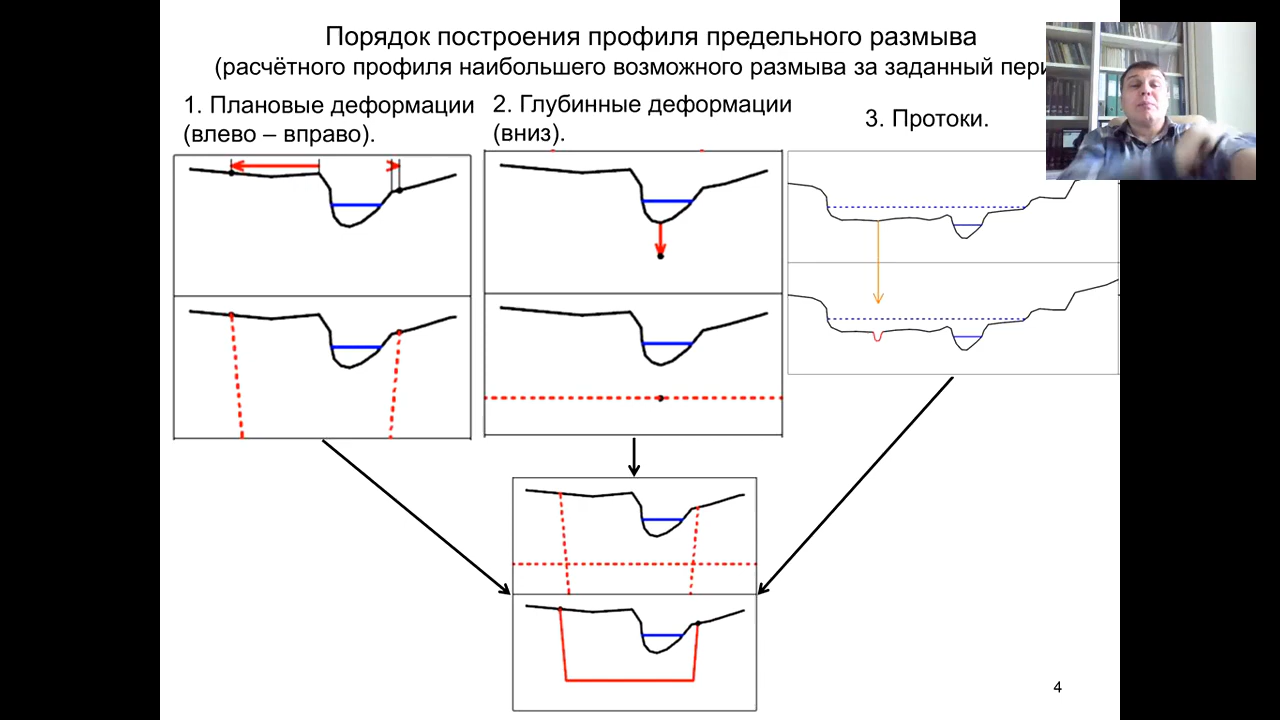 Порядок построения профиля предельного размыва
(расчётного профиля наибольшего возможного размыва за заданный
1. Плановые деформации
(влево – вправо).
2. Глубинные деформации
(вниз).
3. Протоки.
4